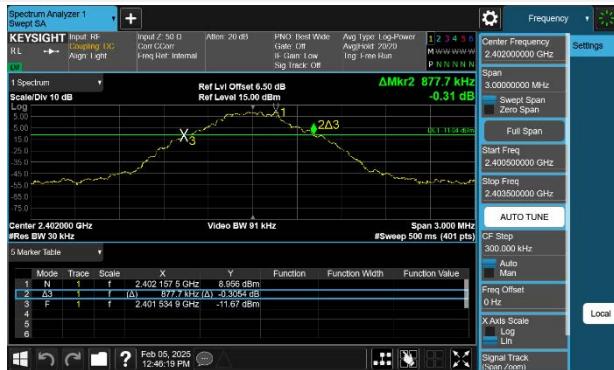 Spectrum Analyzer 1
Swept SA
+
Frequency
KEYSIGHT
RL
Input: RF
Coupling: DC
Align: Light
Input Z: 50 Ω
Corr CCorr
Freq Ref: Internal
Atten: 20 dB
PNO: Best Wide
Gate: Off
IF Gain: Low
Sig Track: Off
Avg Type: Log-Power
Avg|Hold: 20/20
Trig: Free Run
1 2 3 4 5 6
M W W W W W
P N N N N N
1 Spectrum
Scale/Div 10 dB
Log
Ref Lvl Offset 6.50 dB
Ref Level 15.00 dBm
ΔMkr2 877.7 kHz
-0.31 dB
5.00
-5.00
-15.0
-25.0
-35.0
-45.0
-55.0
-65.0
-75.0
1
2Δ3
3
Center 2.402000 GHz
#Res BW 30 kHz
Video BW 91 kHz
Span 3.000 MHz
#Sweep 500 ms (401 pts)
5 Marker Table
Mode Trace Scale X Y Function Function Width Function Value
1 N 1 f 2.402 157 5 GHz 8.956 dBm
2 Δ3 1 f (Δ) 877.7 kHz (Δ) -0.3054 dB
3 F 1 f 2.401 534 9 GHz -11.67 dBm
4
5
6
Feb 05, 2025
12:46:19 PM
?
Center Frequency
2.402000000 GHz
Span
3.00000000 MHz
Swept Span
Zero Span
Full Span
Start Freq
2.400500000 GHz
Stop Freq
2.403500000 GHz
AUTO TUNE
CF Step
300.000 kHz
Auto
Man
Freq Offset
0 Hz
X Axis Scale
Log
Lin
Signal Track
(Span Zoom)
Settings
Local